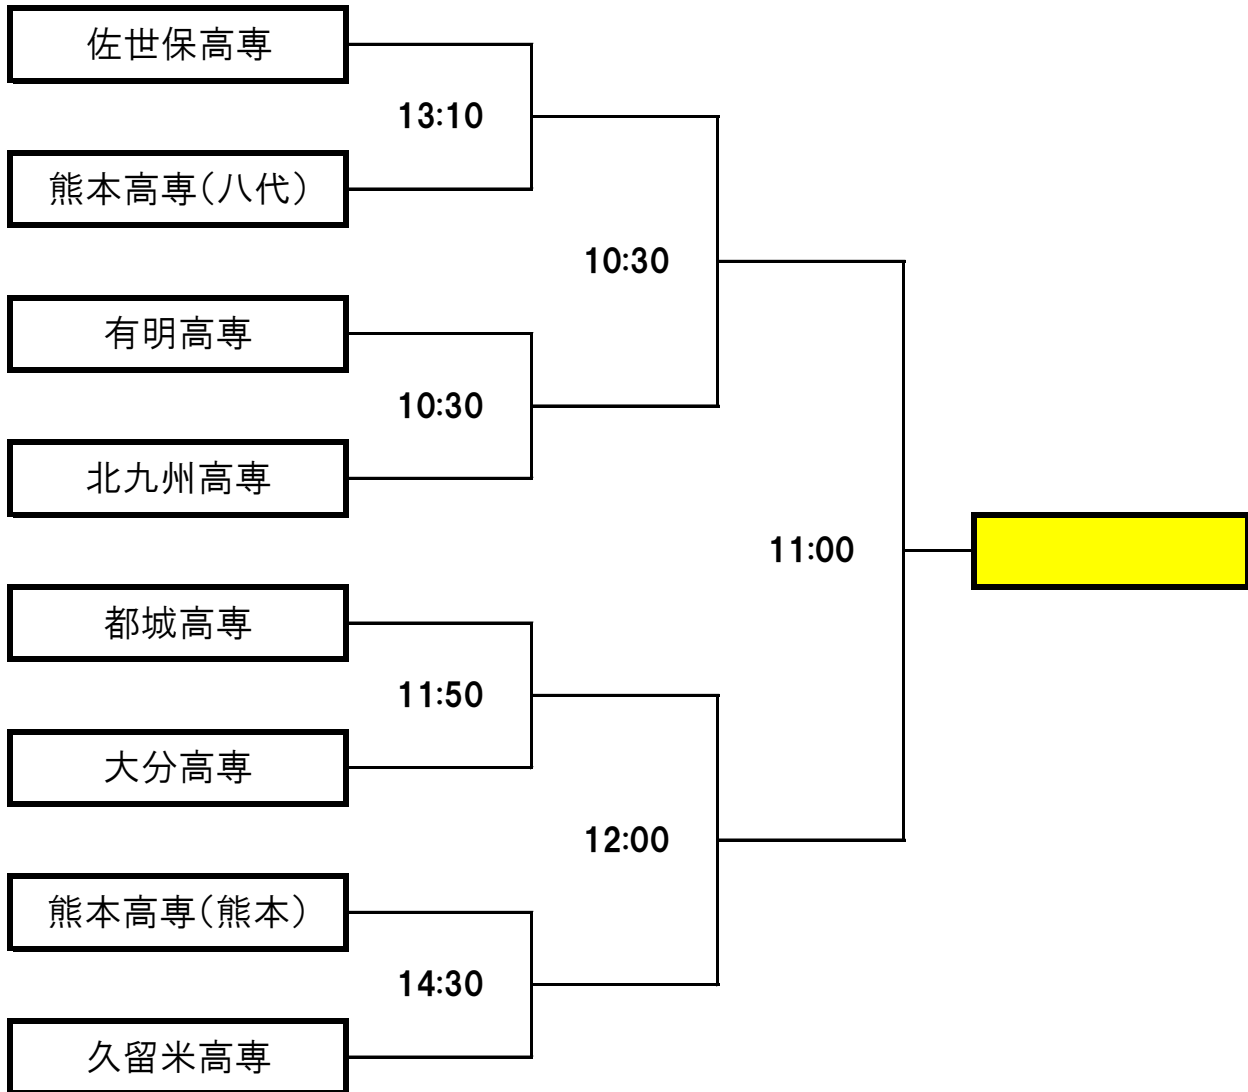 佐世保高専
13:10
熊本高専(八代)
10:30
有明高専
10:30
北九州高専
11:00
都城高専
11:50
大分高専
12:00
熊本高専(熊本)
14:30
久留米高専